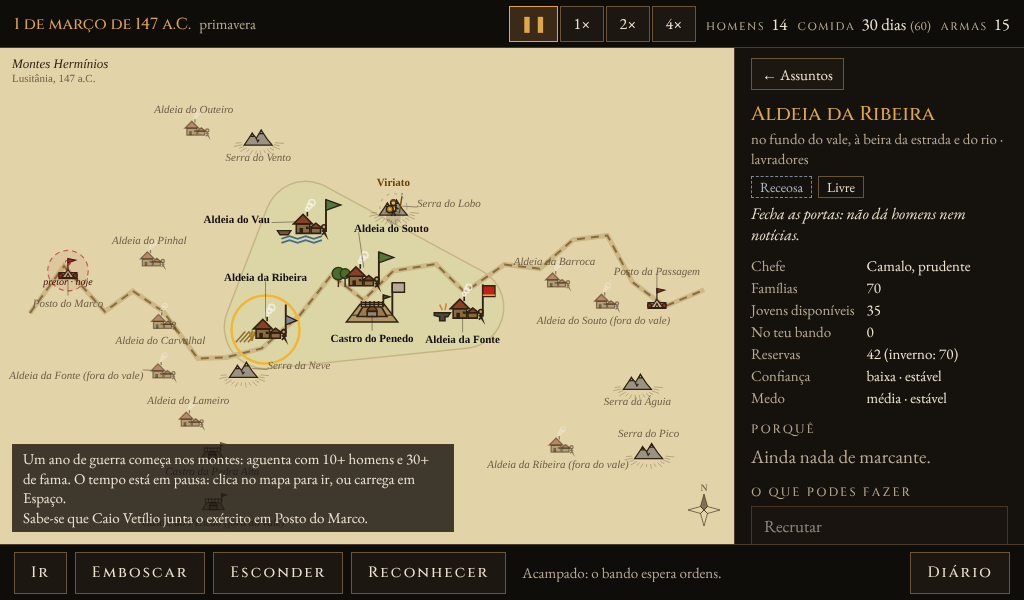 1 DE MARÇO DE 147 A.C. primavera
❚❚ 1× 2× 4× HOMENS 14 COMIDA 30 dias (60) ARMAS 15
Montes Hermínios
Lusitânia, 147 a.C.
Aldeia do Outeiro
Serra do Vento
Viriato
Serra do Lobo
Aldeia do Vau
Aldeia do Souto
Aldeia do Pinhal
Aldeia da Barroca
Posto da Passagem
Aldeia da Ribeira
pretor · hoje
Posto do Marco
Aldeia do Souto (fora do vale)
Aldeia do Carvalhal
Castro do Penedo
Aldeia da Fonte
Serra da Neve
Aldeia da Fonte (fora do vale)
Aldeia do Lameiro
Serra da Águia
Serra do Pico
Aldeia da Ribeira (fora do vale)
N
Um ano de guerra começa nos montes: aguenta com 10+ homens e 30+
de fama. O tempo está em pausa: clica no mapa para ir, ou carrega em
Espaço.
Sabe-se que Caio Vetílio junta o exército em Posto do Marco.
← Assuntos
ALDEIA DA RIBEIRA
no fundo do vale, à beira da estrada e do rio ·
lavradores
Receosa Livre
Fecha as portas: não dá homens nem
notícias.
Chefe Camalo, prudente
Famílias 70
Jovens disponíveis 35
No teu bando 0
Reservas 42 (inverno: 70)
Confiança baixa · estável
Medo média · estável
PORQUÊ
Ainda nada de marcante.
O QUE PODES FAZER
Recrutar
IR EMBOSCAR ESCONDER RECONHECER Acampado: o bando espera ordens. DIÁRIO